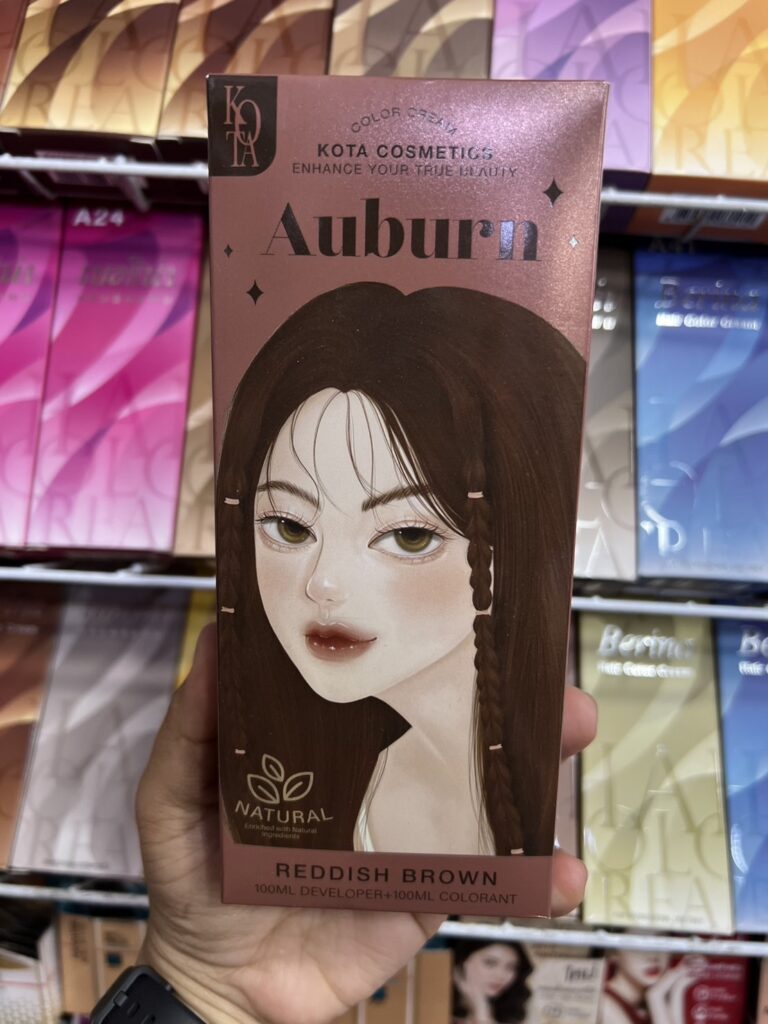 KOTA
COLOR CREAM
KOTA COSMETICS
ENHANCE YOUR TRUE BEAUTY
Auburn
NATURAL
Enriched with Natural
Ingredients
REDDISH BROWN
100ML DEVELOPER+100ML COLORANT
A24
Berina
Hair Color Cream
Berina
Hair Color Cream